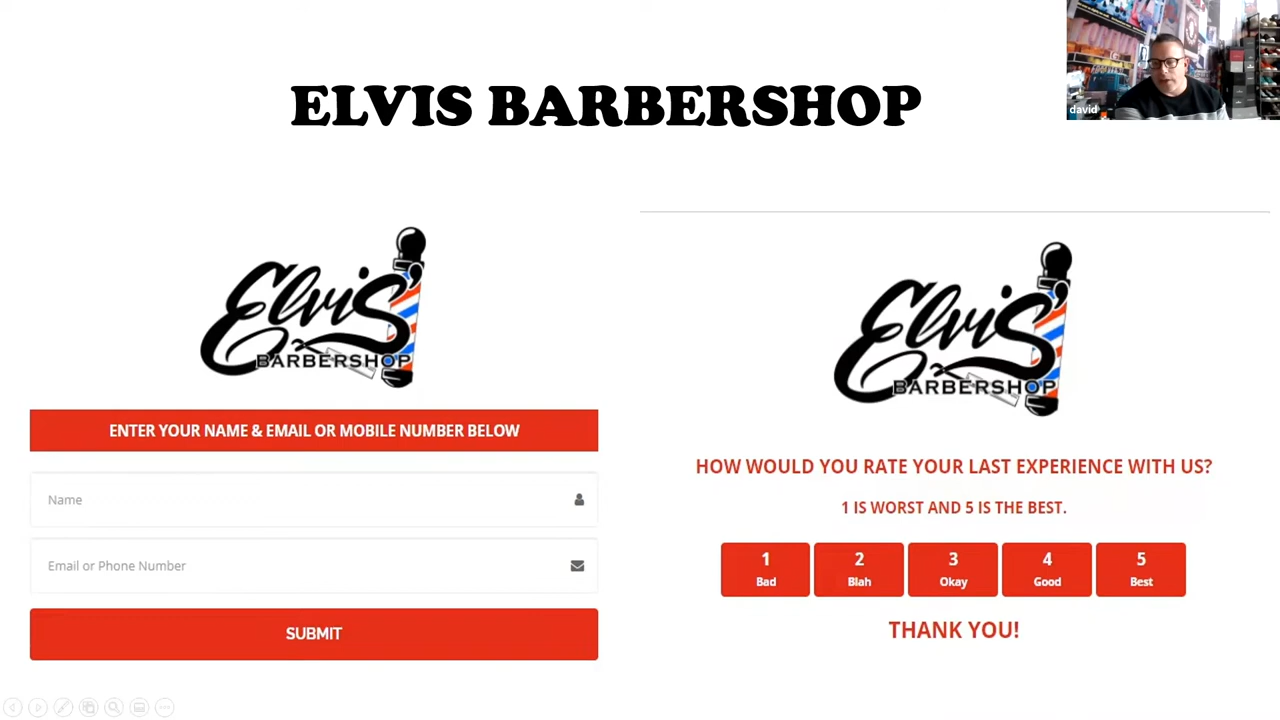 david
ELVIS BARBERSHOP
Elvis'
BARBERSHOP
ENTER YOUR NAME & EMAIL OR MOBILE NUMBER BELOW
Name
Email or Phone Number
SUBMIT
Elvis'
BARBERSHOP
HOW WOULD YOU RATE YOUR LAST EXPERIENCE WITH US?
1 IS WORST AND 5 IS THE BEST.
1 2 3 4 5
Bad Blah Okay Good Best
THANK YOU!